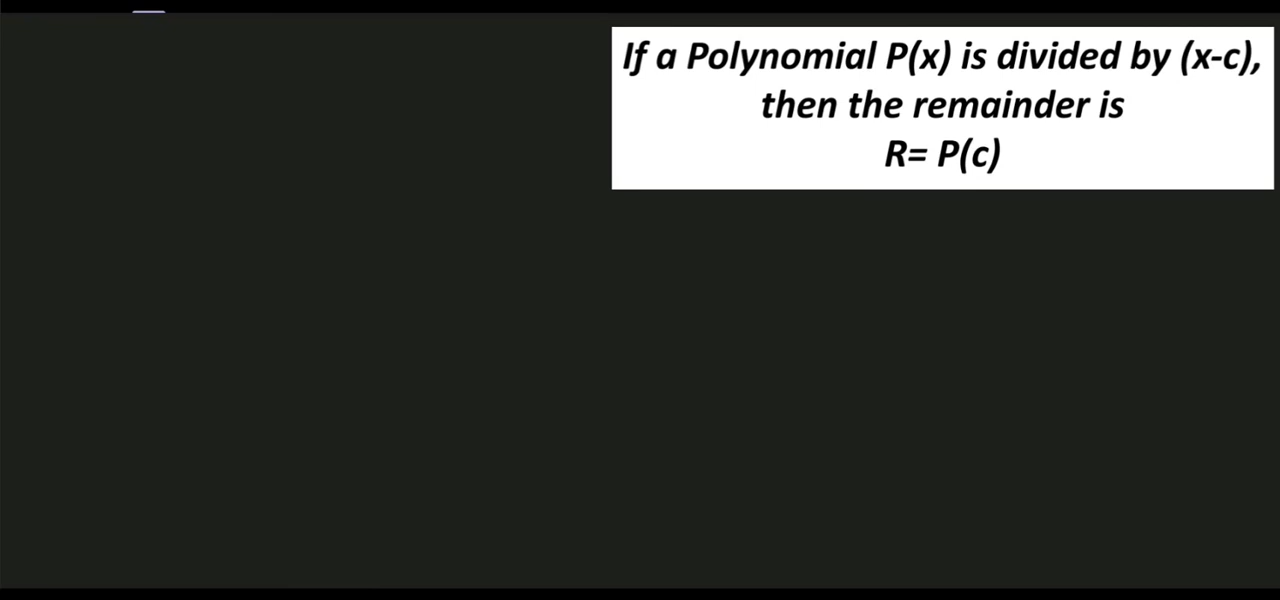 If a Polynomial P(x) is divided by (x-c),
then the remainder is
R= P(c)